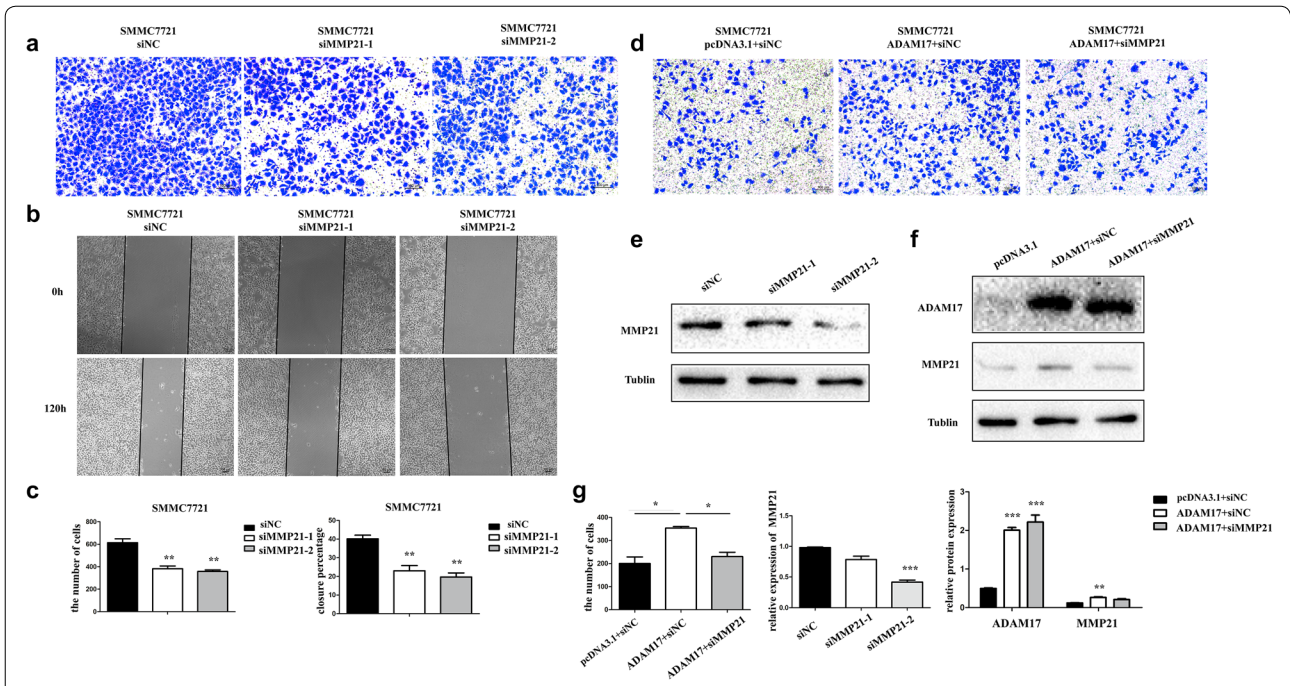 a
SMMC7721
siNC
SMMC7721
siMMP21-1
SMMC7721
siMMP21-2
b
SMMC7721
siNC
SMMC7721
siMMP21-1
SMMC7721
siMMP21-2
0h
120h
c
SMMC7721
the number of cells
800
600
400
200
0
**
**
siNC
siMMP21-1
siMMP21-2
SMMC7721
closure percentage
50
40
30
20
10
0
**
**
siNC
siMMP21-1
siMMP21-2
d
SMMC7721
pcDNA3.1+siNC
SMMC7721
ADAM17+siNC
SMMC7721
ADAM17+siMMP21
e
siNC
siMMP21-1
siMMP21-2
MMP21
Tublin
f
pcDNA3.1
ADAM17+siNC
ADAM17+siMMP21
ADAM17
MMP21
Tublin
g
the number of cells
400
300
200
100
0
*
*
pcDNA3.1+siNC
ADAM17+siNC
ADAM17+siMMP21
relative expression of MMP21
1.5
1.0
0.5
0.0
***
siNC
siMMP21-1
siMMP21-2
relative protein expression
3
2
1
0
***
***
**
ADAM17
MMP21
pcDNA3.1+siNC
ADAM17+siNC
ADAM17+siMMP21